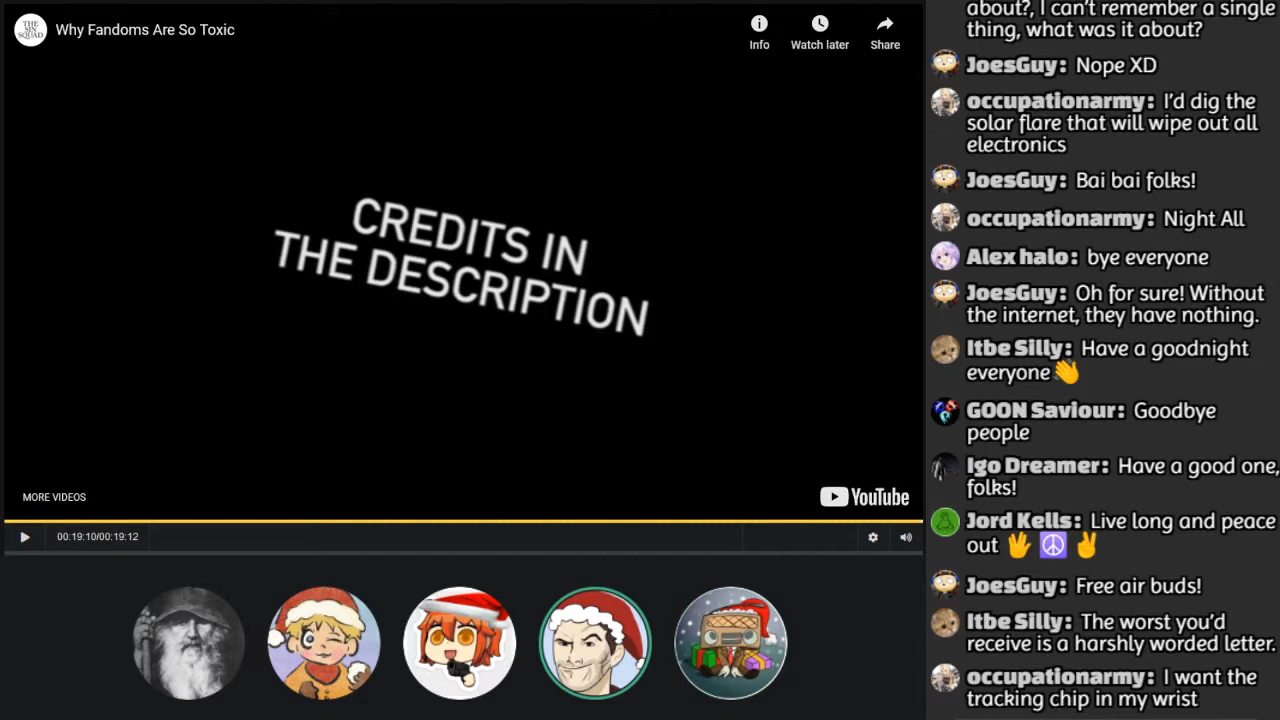 THE
SIN
SQUAD
Why Fandoms Are So Toxic
Info
Watch later
Share
CREDITS IN
THE DESCRIPTION
MORE VIDEOS
YouTube
00:19:10/00:19:12
about?, I can't remember a single
thing, what was it about?
JoesGuy: Nope XD
occupationarmy: I'd dig the
solar flare that will wipe out all
electronics
JoesGuy: Bai bai folks!
occupationarmy: Night All
Alex halo: bye everyone
JoesGuy: Oh for sure! Without
the internet, they have nothing.
Itbe Silly: Have a goodnight
everyone👋
GOON Saviour: Goodbye
people
Igo Dreamer: Have a good one,
folks!
Jord Kells: Live long and peace
out 🖖 ☮️ ✌️
JoesGuy: Free air buds!
Itbe Silly: The worst you'd
receive is a harshly worded letter.
occupationarmy: I want the
tracking chip in my wrist